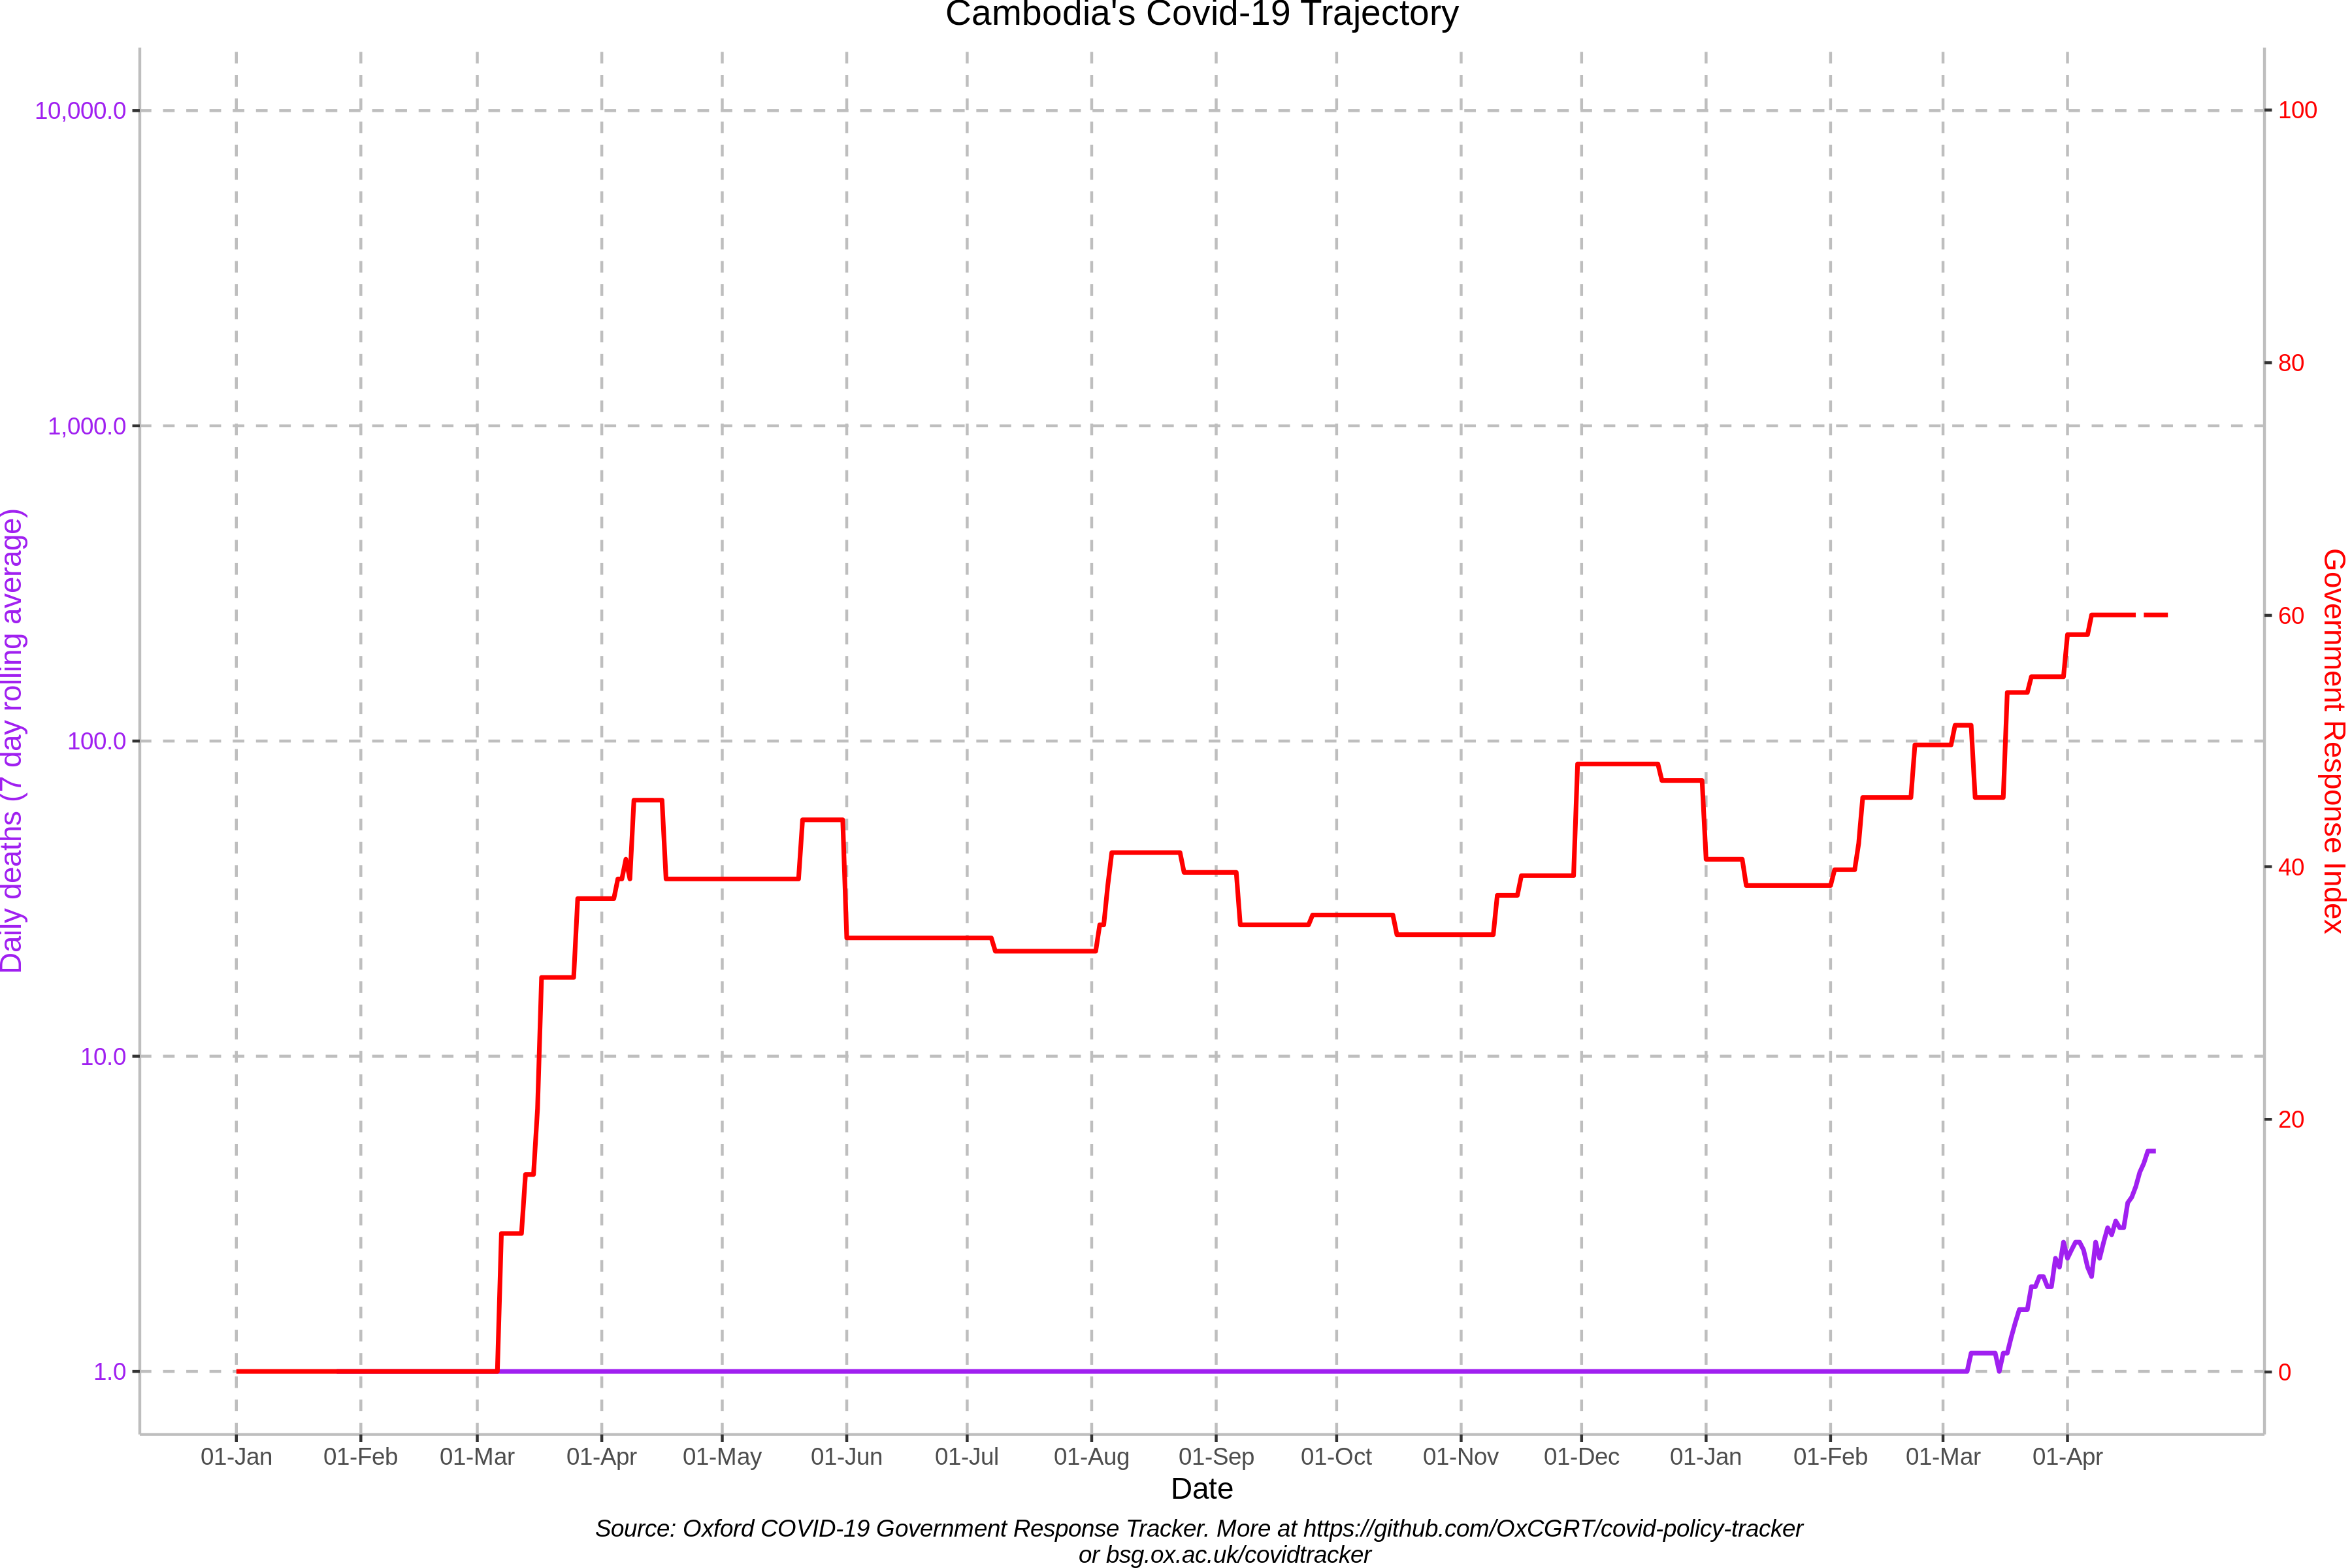 Cambodia's Covid-19 Trajectory
10,000.0
1,000.0
100.0
10.0
1.0
Daily deaths (7 day rolling average)
100
80
60
40
20
0
Government Response Index
01-Jan 01-Feb 01-Mar 01-Apr 01-May 01-Jun 01-Jul 01-Aug 01-Sep 01-Oct 01-Nov 01-Dec 01-Jan 01-Feb 01-Mar 01-Apr
Date
Source: Oxford COVID-19 Government Response Tracker. More at https://github.com/OxCGRT/covid-policy-tracker
or bsg.ox.ac.uk/covidtracker